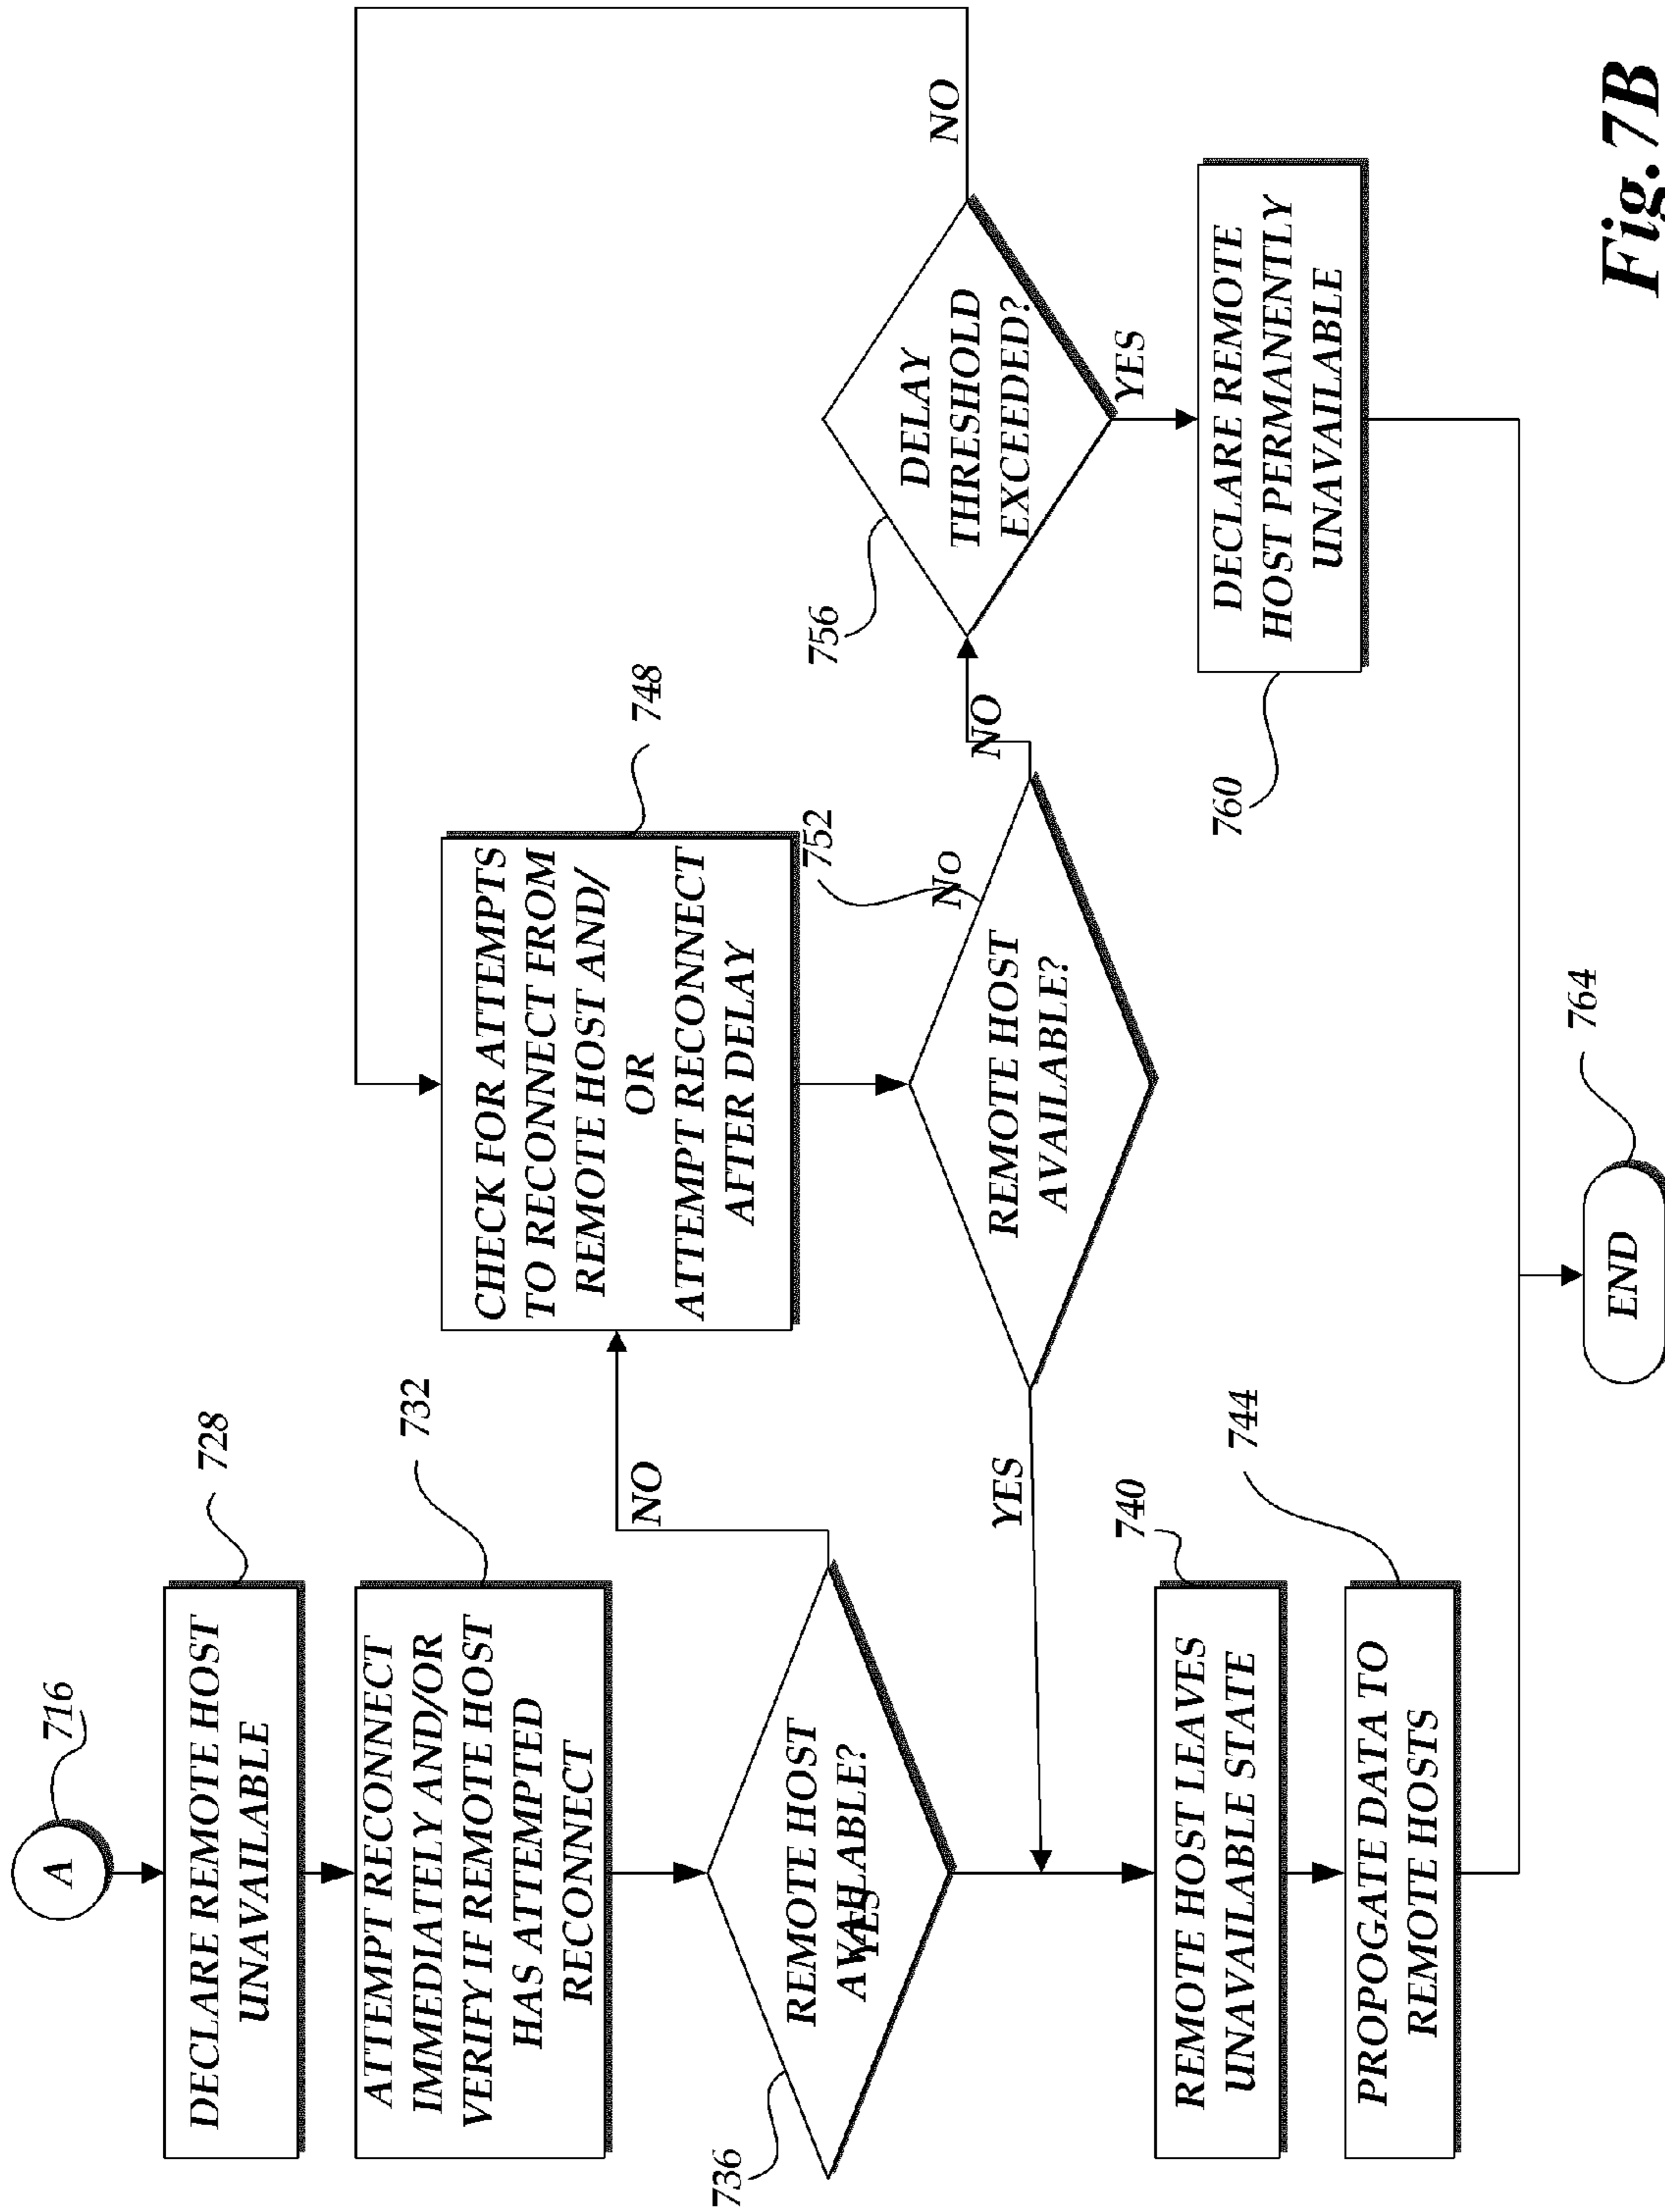 716
A
728
DECLARE REMOTE HOST
UNAVAILABLE
732
ATTEMPT RECONNECT
IMMEDIATELY AND/OR
VERIFY IF REMOTE HOST
HAS ATTEMPTED
RECONNECT
736
REMOTE HOST
AVAILABLE?
YES
NO
748
CHECK FOR ATTEMPTS
TO RECONNECT FROM
REMOTE HOST AND/
OR
ATTEMPT RECONNECT
AFTER DELAY
752
No
REMOTE HOST
AVAILABLE?
YES
NO
756
DELAY
THRESHOLD
EXCEEDED?
NO
YES
760
DECLARE REMOTE
HOST PERMANENTLY
UNAVAILABLE
740
REMOTE HOST LEAVES
UNAVAILABLE STATE
744
PROPOGATE DATA TO
REMOTE HOSTS
764
END
Fig.7B